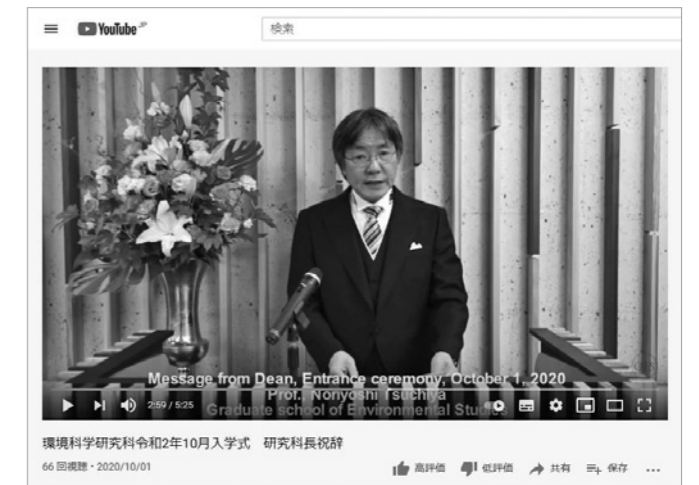 YouTube JP
検索
Message from Dean, Entrance ceremony, October 1, 2020
Prof., Noriyoshi Tsuchiya
2:59 / 5:25
Graduate school of Environmental Studies
環境科学研究科令和2年10月入学式 研究科長祝辞
66 回視聴・2020/10/01
高評価 低評価 共有 保存